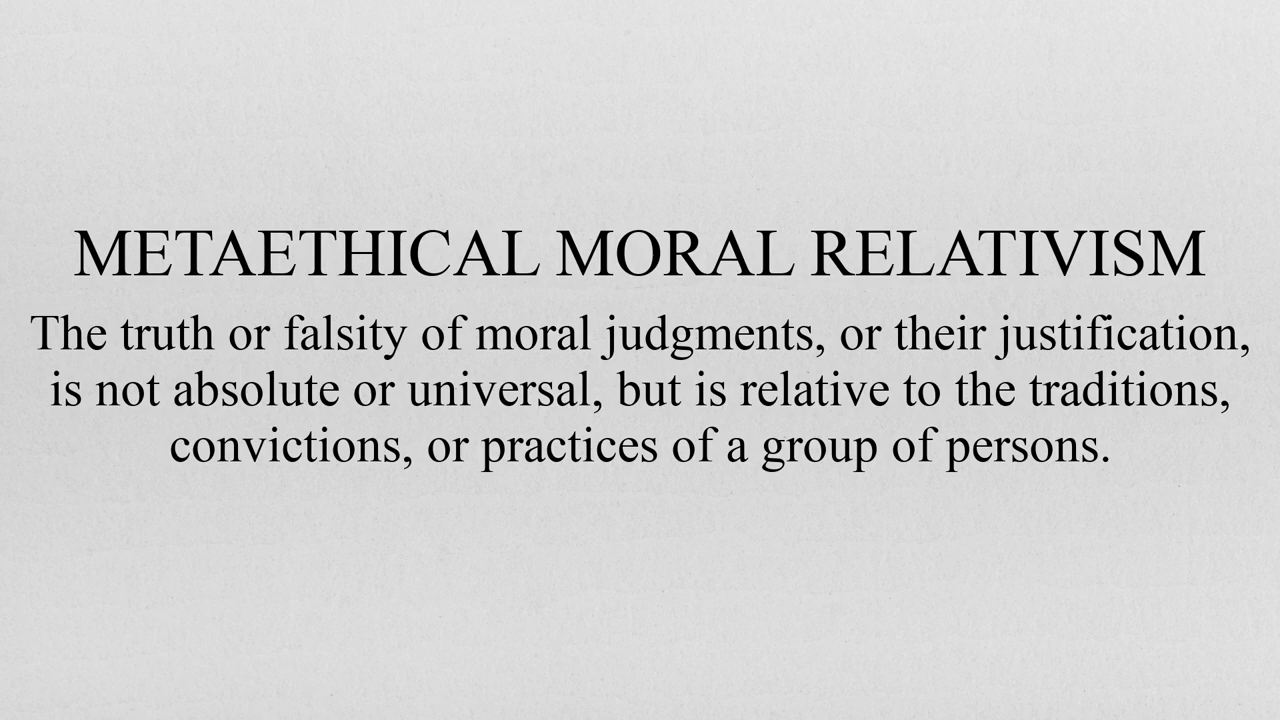 METAETHICAL MORAL RELATIVISM
The truth or falsity of moral judgments, or their justification,
is not absolute or universal, but is relative to the traditions,
convictions, or practices of a group of persons.